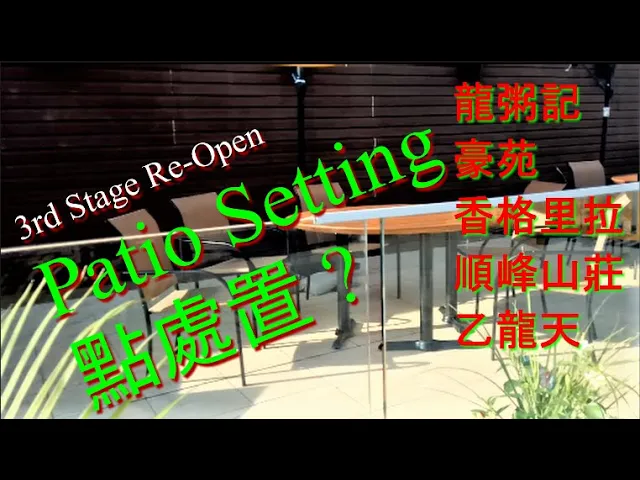 3rd Stage Re-Open
Patio Setting
點處置？
龍粥記
豪苑
香格里拉
順峰山莊
乙龍天